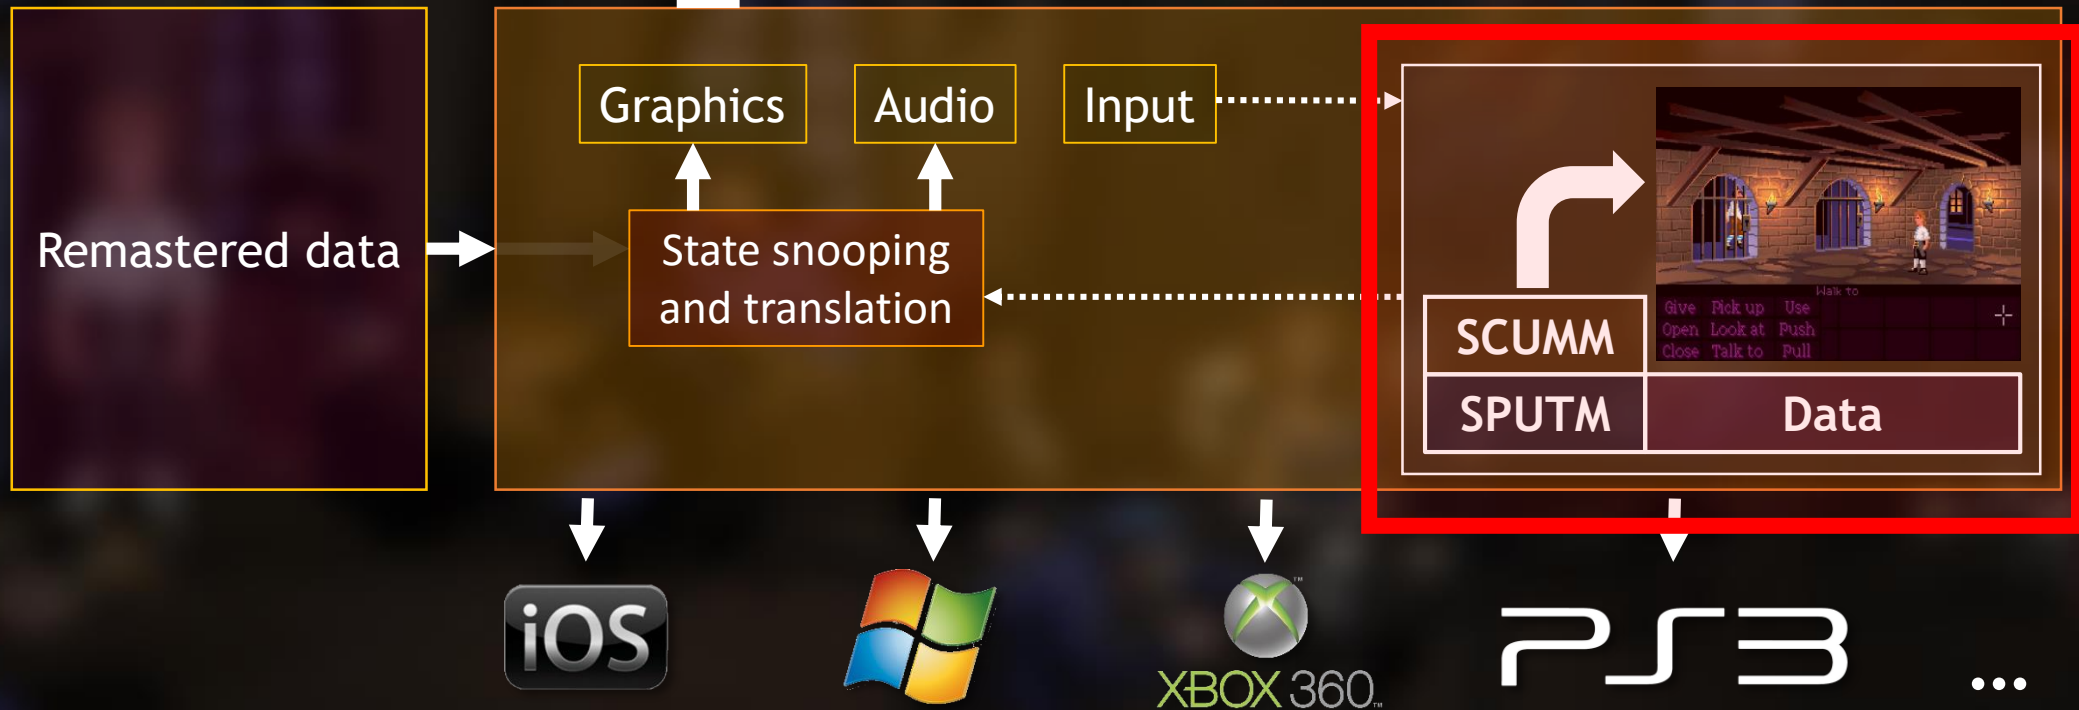 Graphics
Audio
Input
Remastered data
State snooping
and translation
Walk to
Give Pick up Use
Open Look at Push
Close Talk to Pull
SCUMM
SPUTM
Data
iOS
XBOX 360™
PS3
...